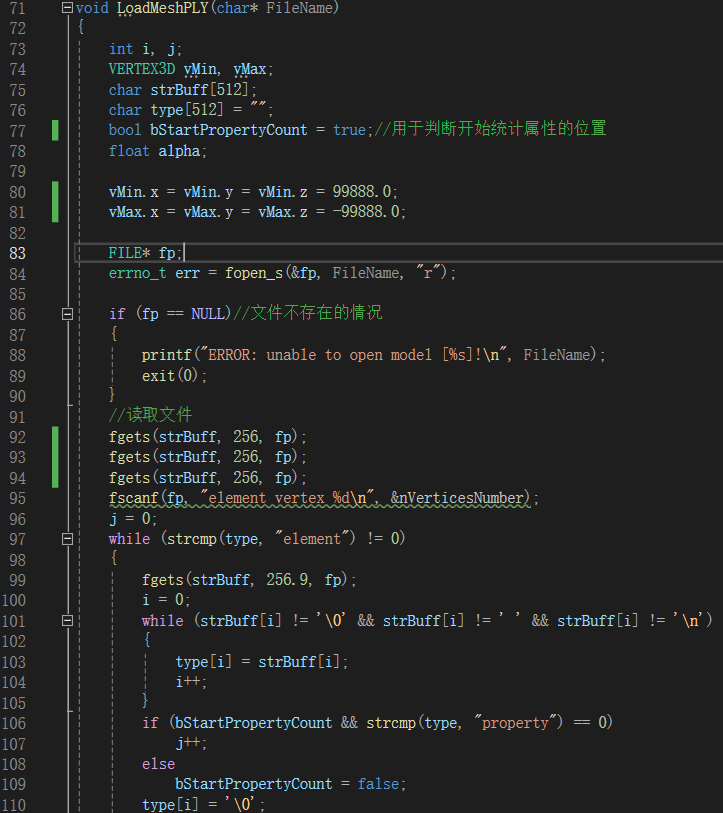 71 void LoadMeshPLY(char* FileName)
72 {
73 int i, j;
74 VERTEX3D vMin, vMax;
75 char strBuff[512];
76 char type[512] = "";
77 bool bStartPropertyCount = true;//用于判断开始统计属性的位置
78 float alpha;
79
80 vMin.x = vMin.y = vMin.z = 99888.0;
81 vMax.x = vMax.y = vMax.z = -99888.0;
82
83 FILE* fp;
84 errno_t err = fopen_s(&fp, FileName, "r");
85
86 if (fp == NULL)//文件不存在的情况
87 {
88 printf("ERROR: unable to open model [%s]!\n", FileName);
89 exit(0);
90 }
91 //读取文件
92 fgets(strBuff, 256, fp);
93 fgets(strBuff, 256, fp);
94 fgets(strBuff, 256, fp);
95 fscanf(fp, "element vertex %d\n", &nVerticesNumber);
96 j = 0;
97 while (strcmp(type, "element") != 0)
98 {
99 fgets(strBuff, 256.9, fp);
100 i = 0;
101 while (strBuff[i] != '\0' && strBuff[i] != ' ' && strBuff[i] != '\n')
102 {
103 type[i] = strBuff[i];
104 i++;
105 }
106 if (bStartPropertyCount && strcmp(type, "property") == 0)
107 j++;
108 else
109 bStartPropertyCount = false;
110 type[i] = '\0';